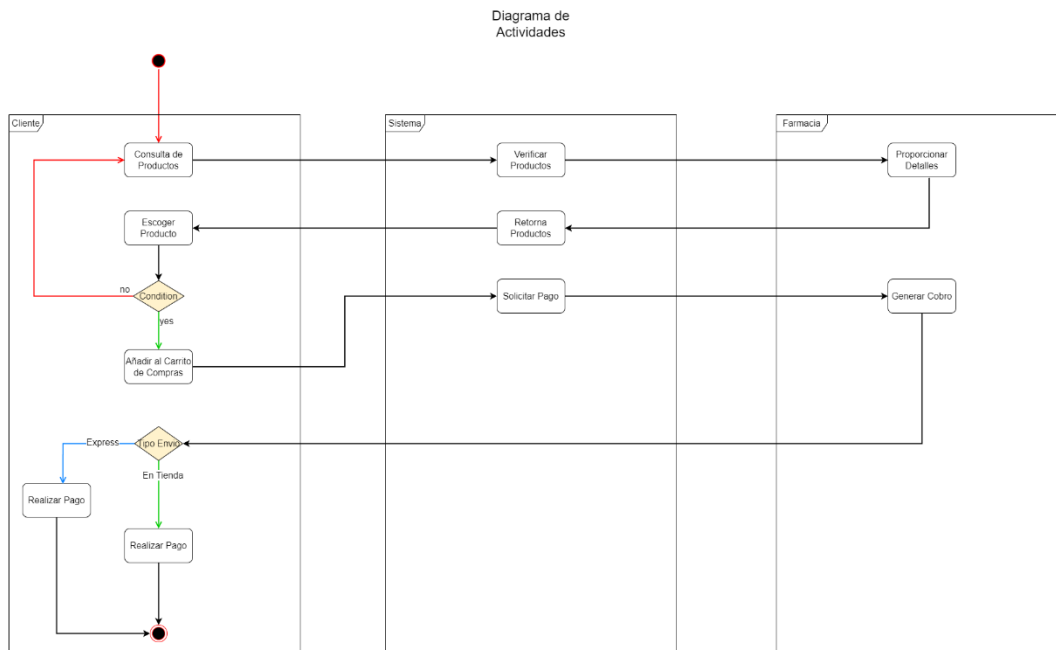 Diagrama de
Actividades
Cliente
Sistema
Farmacia
Consulta de
Productos
Verificar
Productos
Proporcionar
Detalles
Escoger
Producto
Retorna
Productos
no
Condition
Solicitar Pago
Generar Cobro
yes
Añadir al Carrito
de Compras
Express
Tipo Envio
En Tienda
Realizar Pago
Realizar Pago